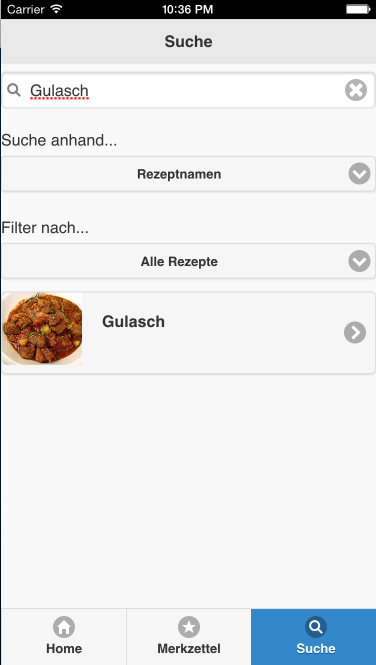 Carrier 10:36 PM
Suche
Gulasch
Suche anhand...
Rezeptnamen
Filter nach...
Alle Rezepte
Gulasch
Home Merkzettel Suche